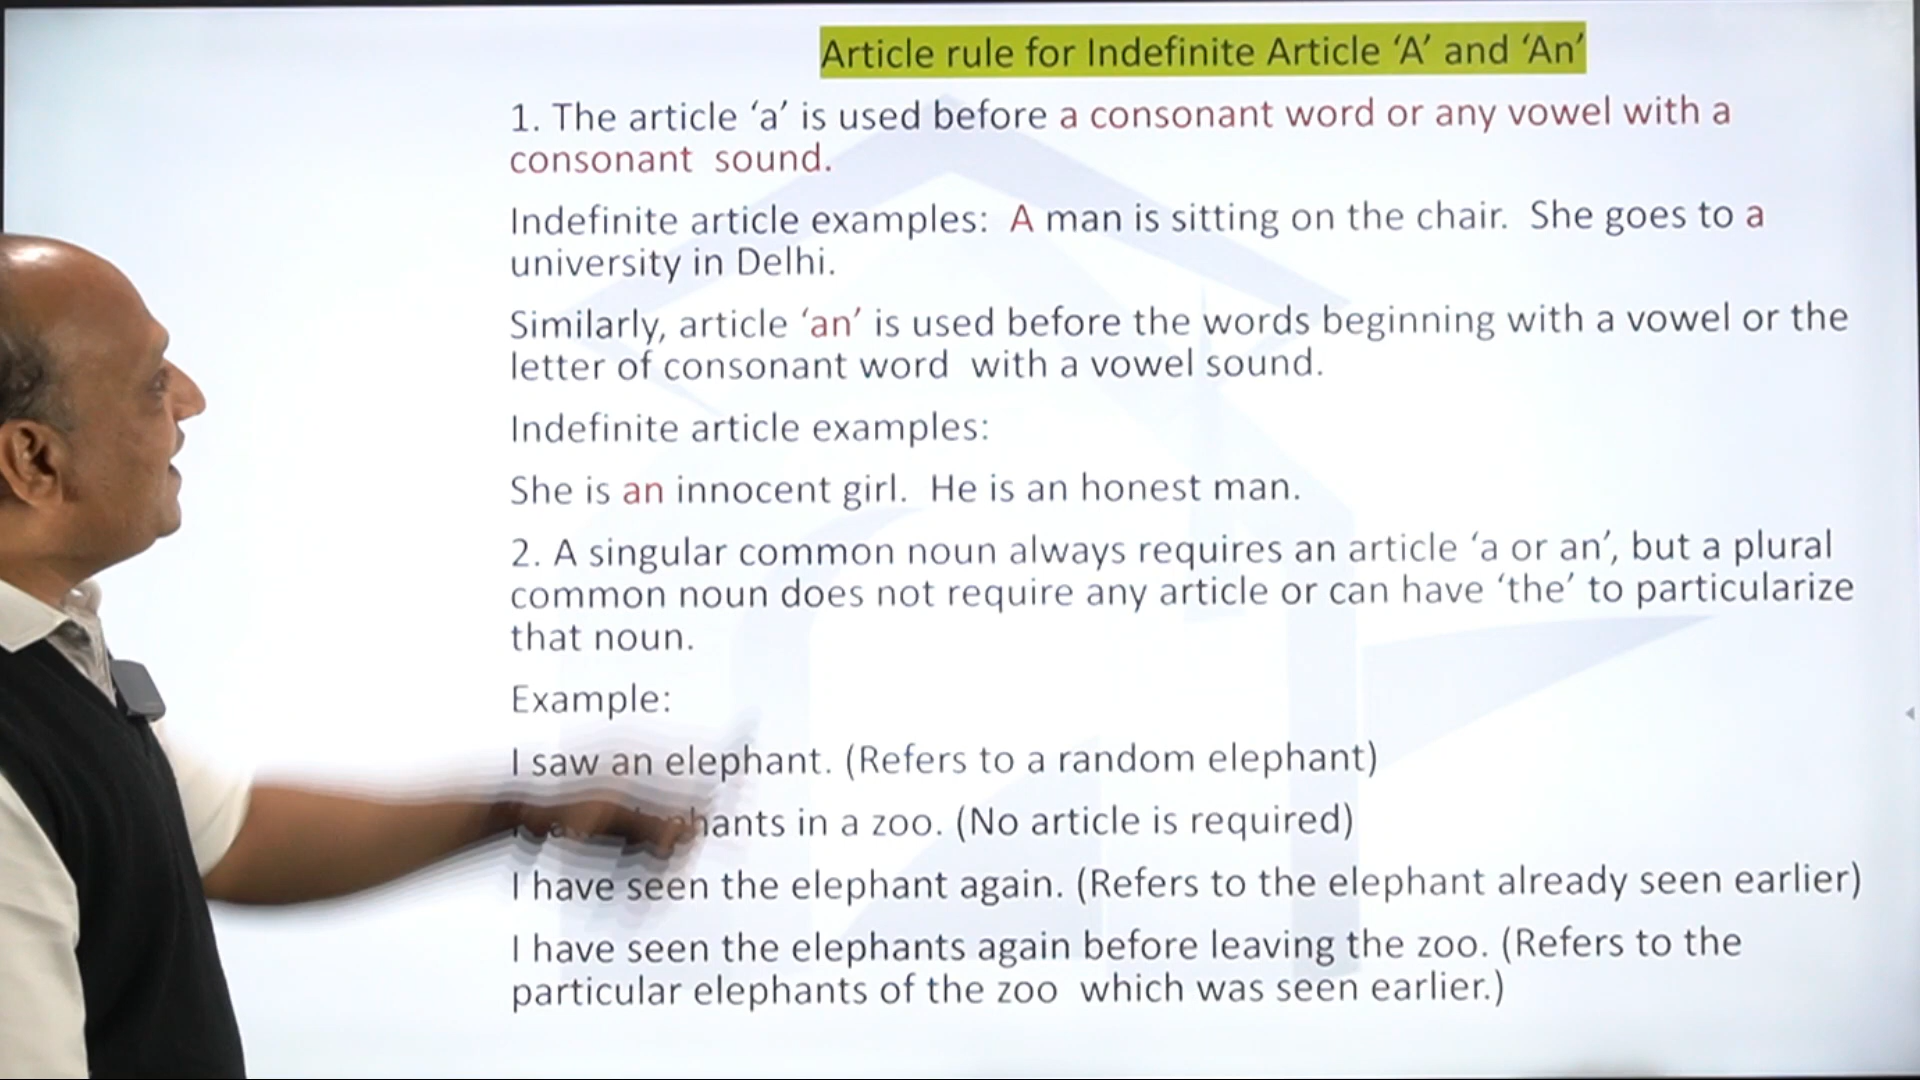 Article rule for Indefinite Article ‘A’ and ‘An’
1. The article ‘a’ is used before a consonant word or any vowel with a
consonant sound.
Indefinite article examples: A man is sitting on the chair. She goes to a
university in Delhi.
Similarly, article ‘an’ is used before the words beginning with a vowel or the
letter of consonant word with a vowel sound.
Indefinite article examples:
She is an innocent girl. He is an honest man.
2. A singular common noun always requires an article ‘a or an’, but a plural
common noun does not require any article or can have ‘the’ to particularize
that noun.
Example:
I saw an elephant. (Refers to a random elephant)
in a zoo. (No article is required)
I have seen the elephant again. (Refers to the elephant already seen earlier)
I have seen the elephants again before leaving the zoo. (Refers to the
particular elephants of the zoo which was seen earlier.)